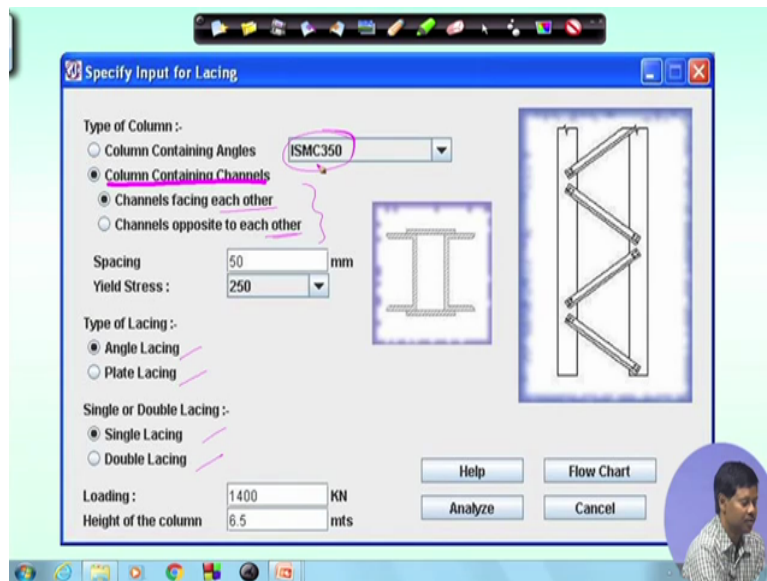 Specify Input for Lacing
Type of Column :-
Column Containing Angles ISMC350
Column Containing Channels
Channels facing each other
Channels opposite to each other
Spacing 50 mm
Yield Stress : 250
Type of Lacing :-
Angle Lacing
Plate Lacing
Single or Double Lacing :-
Single Lacing
Double Lacing
Help Flow Chart
Loading : 1400 KN
Analyze Cancel
Height of the column 6.5 mts